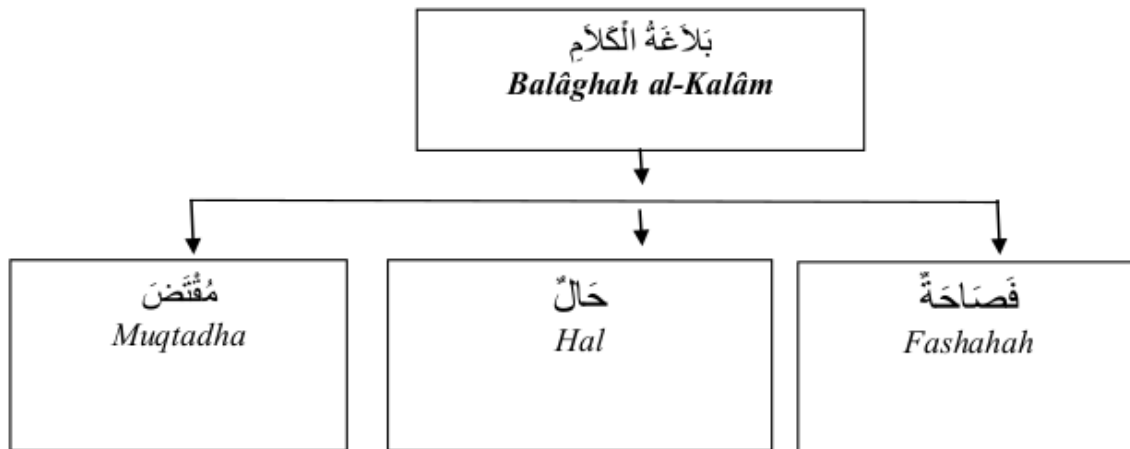 بَلاَغَةُ الْكَلاَمِ
Balâghah al-Kalâm
مُقْتَضَ
Muqtadha
حَالٌ
Hal
فَصَاحَةٌ
Fashahah